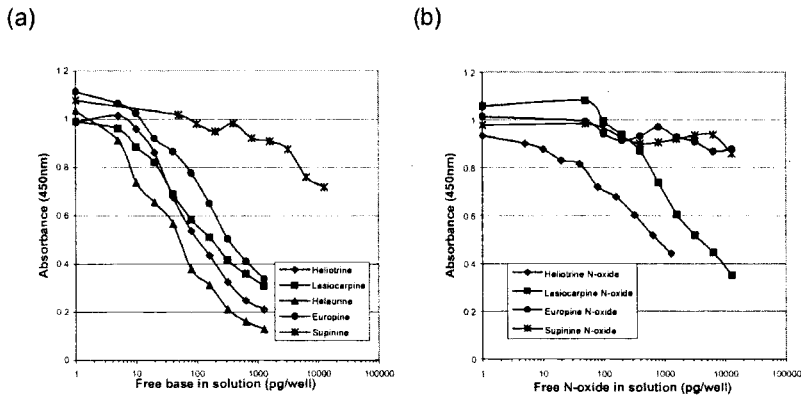 (a)
(b)
Absorbance (450nm)
1.2
1
0.8
0.6
0.4
0.2
0
1
10
100
1000
10000
100000
Free base in solution (pg/well)
Heliotrine
Lasiocarpine
Heleurine
Europine
Supinine
Absorbance (450nm)
1.2
1
0.8
0.6
0.4
0.2
0
1
10
100
1000
10000
100000
Free N-oxide in solution (pg/well)
Heliotrine N-oxide
Lasiocarpine N-oxide
Europine N-oxide
Supinine N-oxide